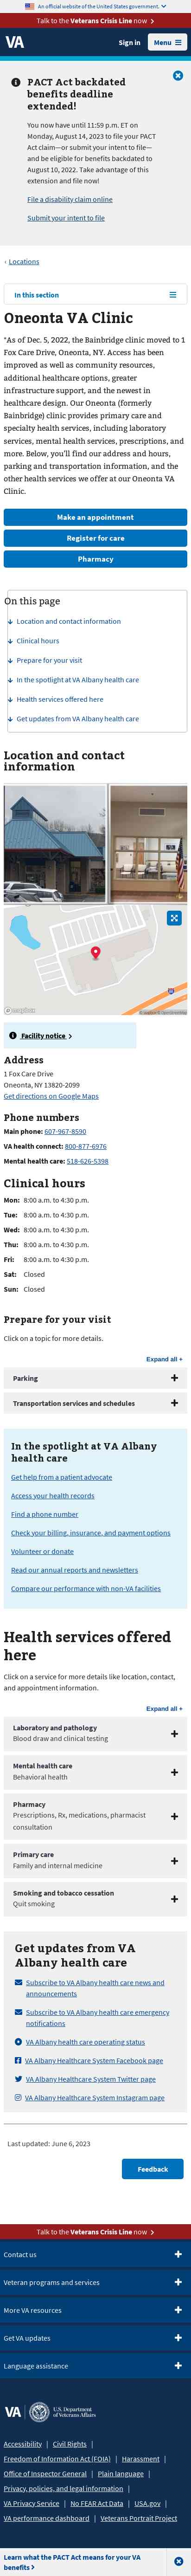 An official website of the United States government.
Talk to the Veterans Crisis Line now
VA
Sign in
Menu
PACT Act backdated
benefits deadline
extended!
You now have until 11:59 p.m. ET on
Monday, August 14, 2023 to file your PACT
Act claim—or submit your intent to file—
and be eligible for benefits backdated to
August 10, 2022. Take advantage of this
extension and file now!
File a disability claim online
Submit your intent to file
‹ Locations
In this section
Oneonta VA Clinic
*As of Dec. 5, 2022, the Bainbridge clinic moved to 1
Fox Care Drive, Oneonta, NY. Access has been
improved as well as community resources,
additional clinical exam capabilities, greater
infrastructure support, and the rest is more
healthcare. Our Oneonta (formerly
Bainbridge) clinic provides primary care and
specialty health services, including laboratory
services, mental health services, prescriptions, and
more. Below, you'll find our address and hours,
parking and transportation information, and the
other health services we offer at our VA Oneonta
VA Clinic.
Make an appointment
Register for care
Pharmacy
On this page
Location and contact information
Clinical hours
Prepare for your visit
In the spotlight at VA Albany health care
Health services offered here
Get updates from VA Albany health care
Location and contact
information
mapbox
Facility notice
Address
1 Fox Care Drive
Oneonta, NY 13820-2099
Get directions on Google Maps
Phone numbers
Main phone: 607-967-8590
VA health connect: 800-877-6976
Mental health care: 518-626-5398
Clinical hours
Mon: 8:00 a.m. to 4:30 p.m.
Tue: 8:00 a.m. to 4:30 p.m.
Wed: 8:00 a.m. to 4:30 p.m.
Thu: 8:00 a.m. to 4:30 p.m.
Fri: 8:00 a.m. to 4:30 p.m.
Sat: Closed
Sun: Closed
Prepare for your visit
Click on a topic for more details.
Expand all +
Parking
Transportation services and shuttles
In the spotlight at VA Albany
health care
Get help from a patient advocate
Access your health records
Find a phone number
Check your billing, insurance, and payment options
Volunteer or donate
Read our annual reports and newsletters
Compare our performance with non-VA facilities
Health services offered
here
Click on a service for more details like location, contact,
and appointment information.
Expand all +
Laboratory and pathology
Blood draw and clinical testing
Mental health care
Behavioral health
Pharmacy
Prescriptions, Rx, medications, pharmacist
consultation
Primary care
Family and internal medicine
Smoking and tobacco cessation
Quit smoking
Get updates from VA
Albany health care
Subscribe to VA Albany health care news and
announcements
Subscribe to VA Albany health care emergency
notifications
VA Albany health care operating status
VA Albany Healthcare System Facebook page
VA Albany Healthcare System Twitter page
VA Albany Healthcare System Instagram page
Last updated: June 6, 2023
Feedback
Talk to the Veterans Crisis Line now
Contact us
Veteran programs and services
More VA resources
Get VA updates
Language assistance
VA U.S. Department
of Veterans Affairs
Accessibility | Civil Rights |
Freedom of Information Act (FOIA) | Harassment |
Office of Inspector General | Plain language |
Privacy, policies, and legal information |
VA Privacy Service | No FEAR Act Data | USA.gov |
VA performance dashboard | Veterans Portrait Project
Learn what the PACT Act means for your VA
benefits